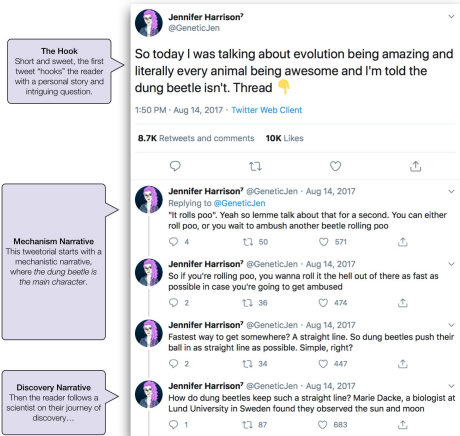 Jennifer Harrison⁷
@GeneticJen
The Hook
Short and sweet, the first
tweet “hooks” the reader
with a personal story and
intriguing question.
So today I was talking about evolution being amazing and
literally every animal being awesome and I'm told the
dung beetle isn't. Thread 👇
1:50 PM · Aug 14, 2017 · Twitter Web Client
8.7K Retweets and comments 10K Likes
Mechanism Narrative
This tweetorial starts with a
mechanistic narrative,
where the dung beetle is
the main character.
Jennifer Harrison⁷ @GeneticJen · Aug 14, 2017
Replying to @GeneticJen
"It rolls poo". Yeah so lemme talk about that for a second. You can either
roll poo, or you wait to ambush another beetle rolling poo
4 50 571
Jennifer Harrison⁷ @GeneticJen · Aug 14, 2017
So if you're rolling poo, you wanna roll it the hell out of there as fast as
possible in case you're going to get ambused
2 36 474
Jennifer Harrison⁷ @GeneticJen · Aug 14, 2017
Fastest way to get somewhere? A straight line. So dung beetles push their
ball in as straight line as possible. Simple, right?
2 34 447
Discovery Narrative
Then the reader follows a
scientist on their journey of
discovery…
Jennifer Harrison⁷ @GeneticJen · Aug 14, 2017
How do dung beetles keep such a straight line? Marie Dacke, a biologist at
Lund University in Sweden found they observed the sun and moon
1 87 683